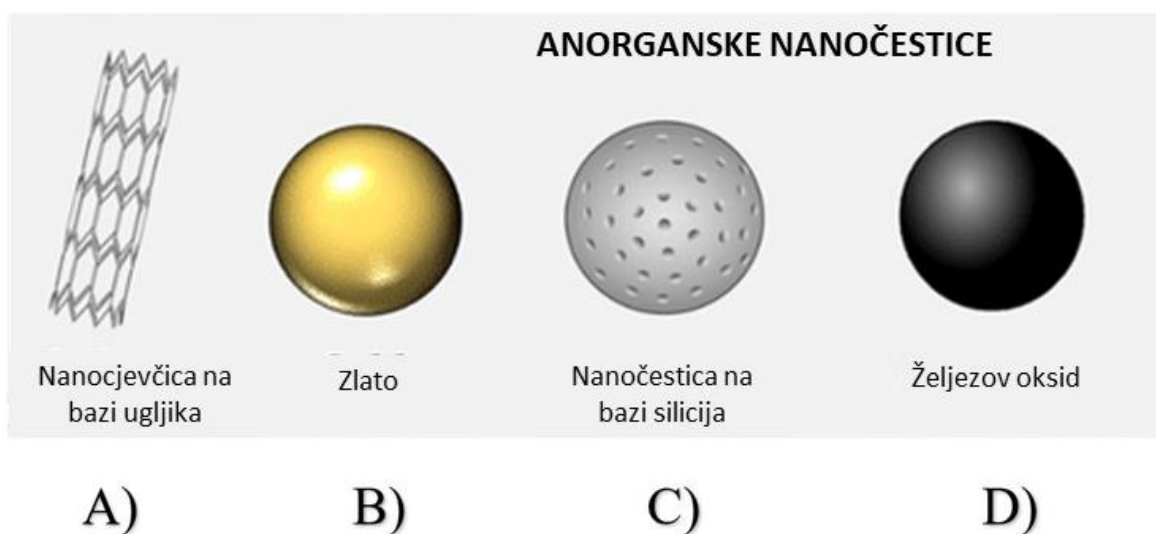 ANORGANSKE NANOČESTICE
Nanocjevčica na
bazi ugljika
Zlato
Nanočestica na
bazi silicija
Željezov oksid
A)
B)
C)
D)